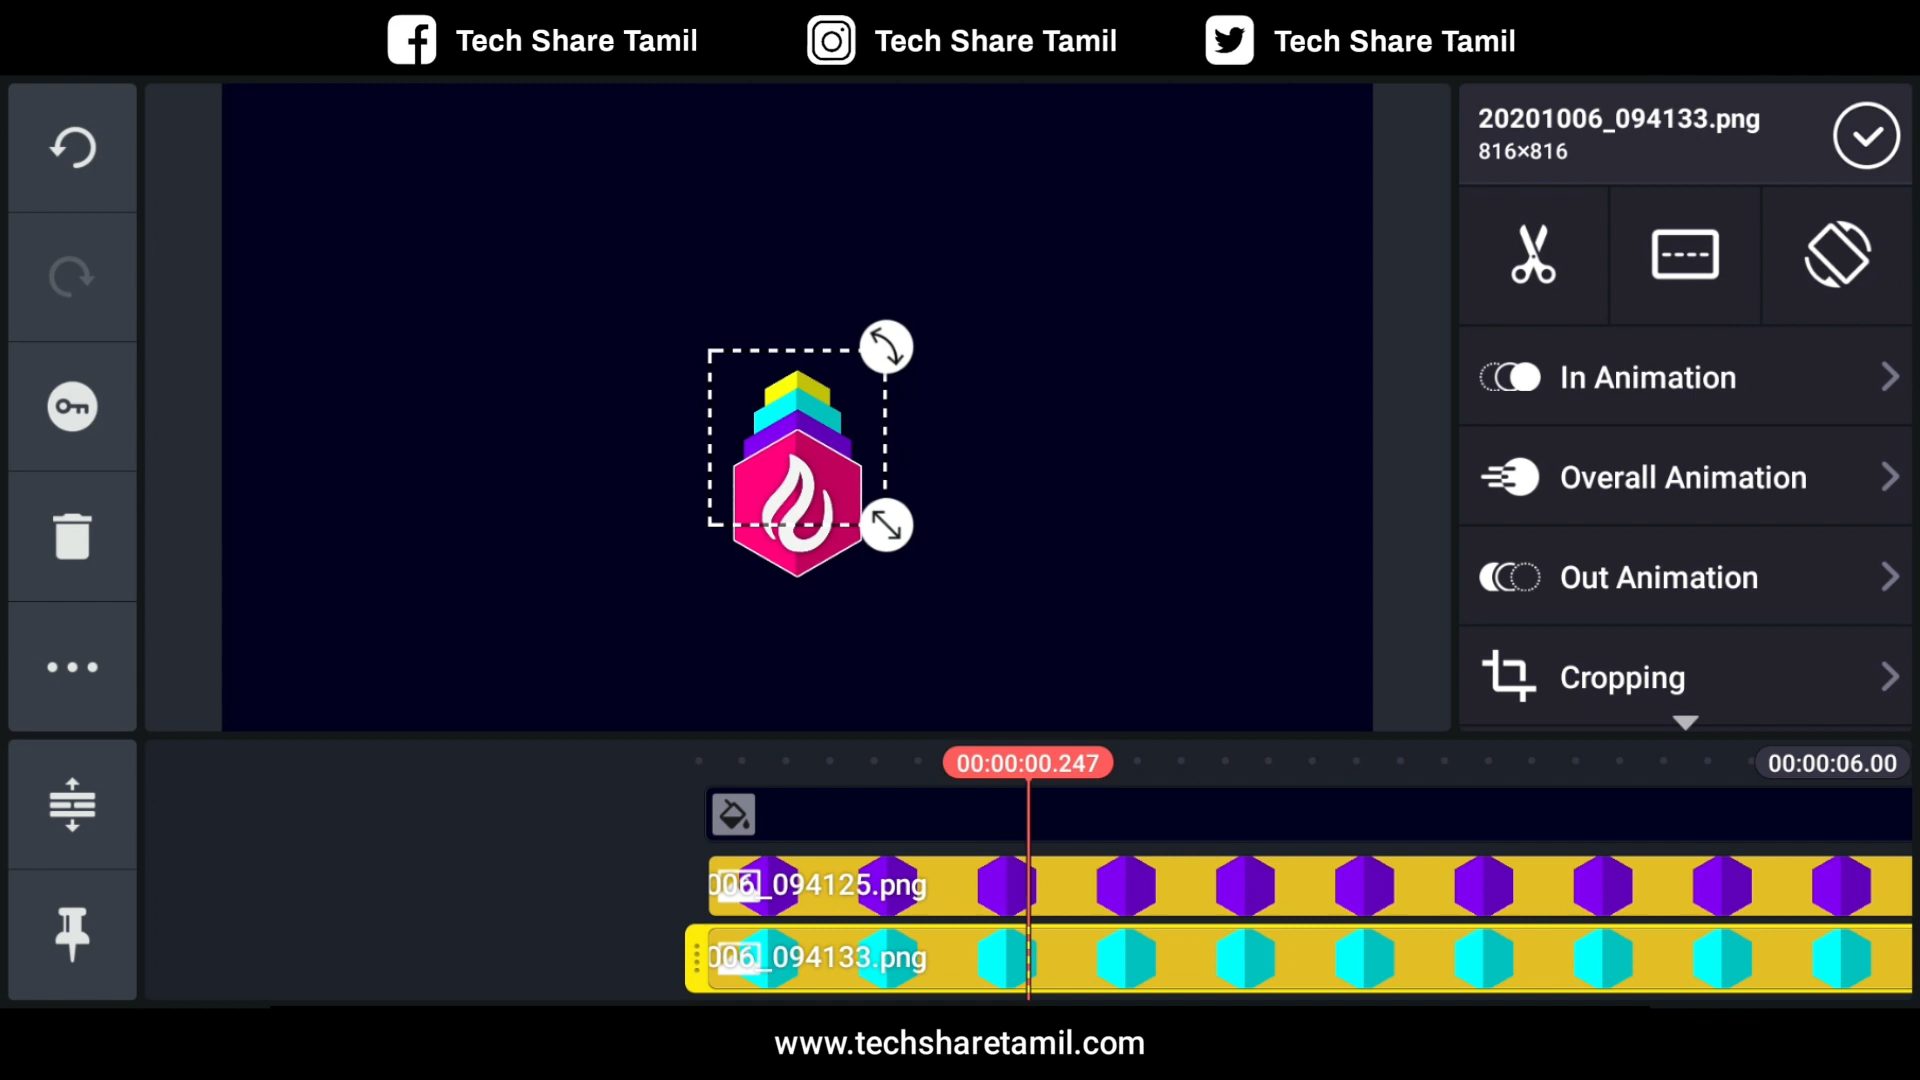 Tech Share Tamil
Tech Share Tamil
Tech Share Tamil
20201006_094133.png
816×816
In Animation
Overall Animation
Out Animation
Cropping
00:00:00.247
00:00:06.00
006_094125.png
006_094133.png
www.techsharetamil.com